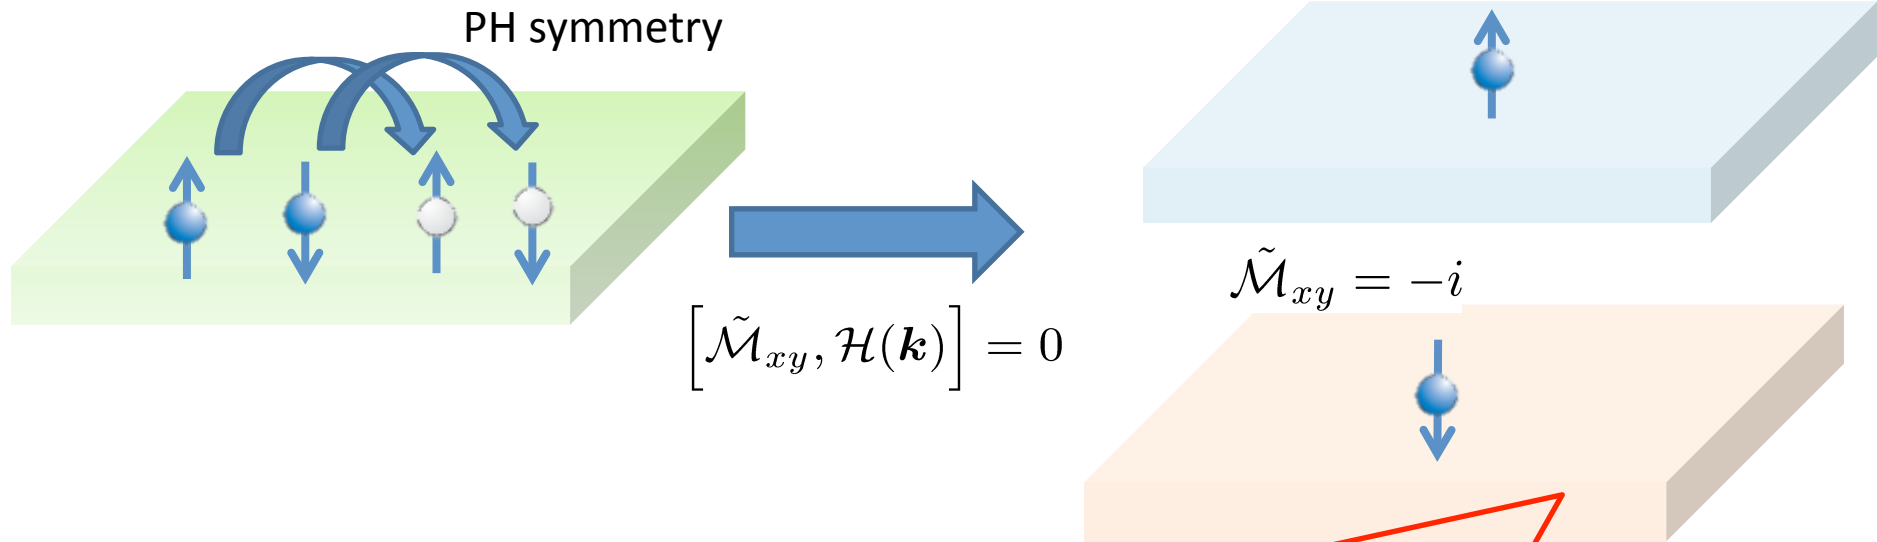 PH symmetry
$\tilde{\mathcal{M}}_{xy} = -i$
$\left[\tilde{\mathcal{M}}_{xy}, \mathcal{H}(\boldsymbol{k})\right] = 0$